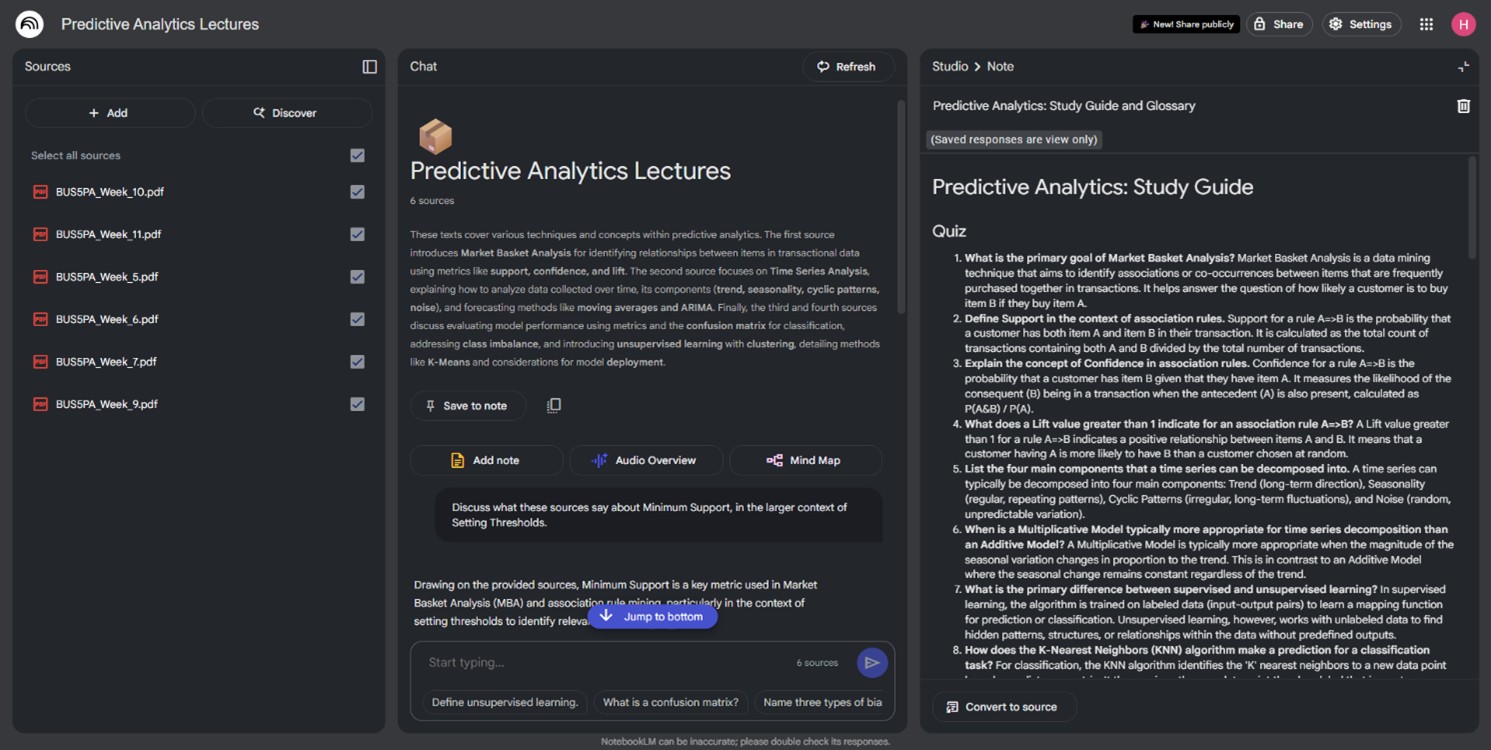 Predictive Analytics Lectures
New! Share publicly
Share
Settings
H
Sources
Add
Discover
Select all sources
PDF BUS5PA_Week_10.pdf
PDF BUS5PA_Week_11.pdf
PDF BUS5PA_Week_5.pdf
PDF BUS5PA_Week_6.pdf
PDF BUS5PA_Week_7.pdf
PDF BUS5PA_Week_9.pdf
Chat
Refresh
Predictive Analytics Lectures
6 sources
These texts cover various techniques and concepts within predictive analytics. The first source
introduces Market Basket Analysis for identifying relationships between items in transactional data
using metrics like support, confidence, and lift. The second source focuses on Time Series Analysis,
explaining how to analyze data collected over time, its components (trend, seasonality, cyclic patterns,
noise), and forecasting methods like moving averages and ARIMA. Finally, the third and fourth sources
discuss evaluating model performance using metrics and the confusion matrix for classification,
addressing class imbalance, and introducing unsupervised learning with clustering, detailing methods
like K-Means and considerations for model deployment.
Save to note
Add note
Audio Overview
Mind Map
Discuss what these sources say about Minimum Support, in the larger context of
Setting Thresholds.
Drawing on the provided sources, Minimum Support is a key metric used in Market
Basket Analysis (MBA) and association rule mining, particularly in the context of
setting thresholds to identify releva
Jump to bottom
Start typing...
6 sources
Define unsupervised learning.
What is a confusion matrix?
Name three types of bia
Studio > Note
Predictive Analytics: Study Guide and Glossary
(Saved responses are view only)
Predictive Analytics: Study Guide
Quiz
1. What is the primary goal of Market Basket Analysis? Market Basket Analysis is a data mining
technique that aims to identify associations or co-occurrences between items that are frequently
purchased together in transactions. It helps answer the question of how likely a customer is to buy
item B if they buy item A.
2. Define Support in the context of association rules. Support for a rule A=>B is the probability that
a customer has both item A and item B in their transaction. It is calculated as the total count of
transactions containing both A and B divided by the total number of transactions.
3. Explain the concept of Confidence in association rules. Confidence for a rule A=>B is the
probability that a customer has item B given that they have item A. It measures the likelihood of the
consequent (B) being in a transaction when the antecedent (A) is also present, calculated as
P(A&B) / P(A).
4. What does a Lift value greater than 1 indicate for an association rule A=>B? A Lift value greater
than 1 for a rule A=>B indicates a positive relationship between items A and B. It means that a
customer having A is more likely to have B than a customer chosen at random.
5. List the four main components that a time series can be decomposed into. A time series can
typically be decomposed into four main components: Trend (long-term direction), Seasonality
(regular, repeating patterns), Cyclic Patterns (irregular, long-term fluctuations), and Noise (random,
unpredictable variation).
6. When is a Multiplicative Model typically more appropriate for time series decomposition than
an Additive Model? A Multiplicative Model is typically more appropriate when the magnitude of the
seasonal variation changes in proportion to the trend. This is in contrast to an Additive Model
where the seasonal change remains constant regardless of the trend.
7. What is the primary difference between supervised and unsupervised learning? In supervised
learning, the algorithm is trained on labeled data (input-output pairs) to learn a mapping function
for prediction or classification. Unsupervised learning, however, works with unlabeled data to find
hidden patterns, structures, or relationships within the data without predefined outputs.
8. How does the K-Nearest Neighbors (KNN) algorithm make a prediction for a classification
task? For classification, the KNN algorithm identifies the 'K' nearest neighbors to a new data point
Convert to source
NotebookLM can be inaccurate; please double check its responses.